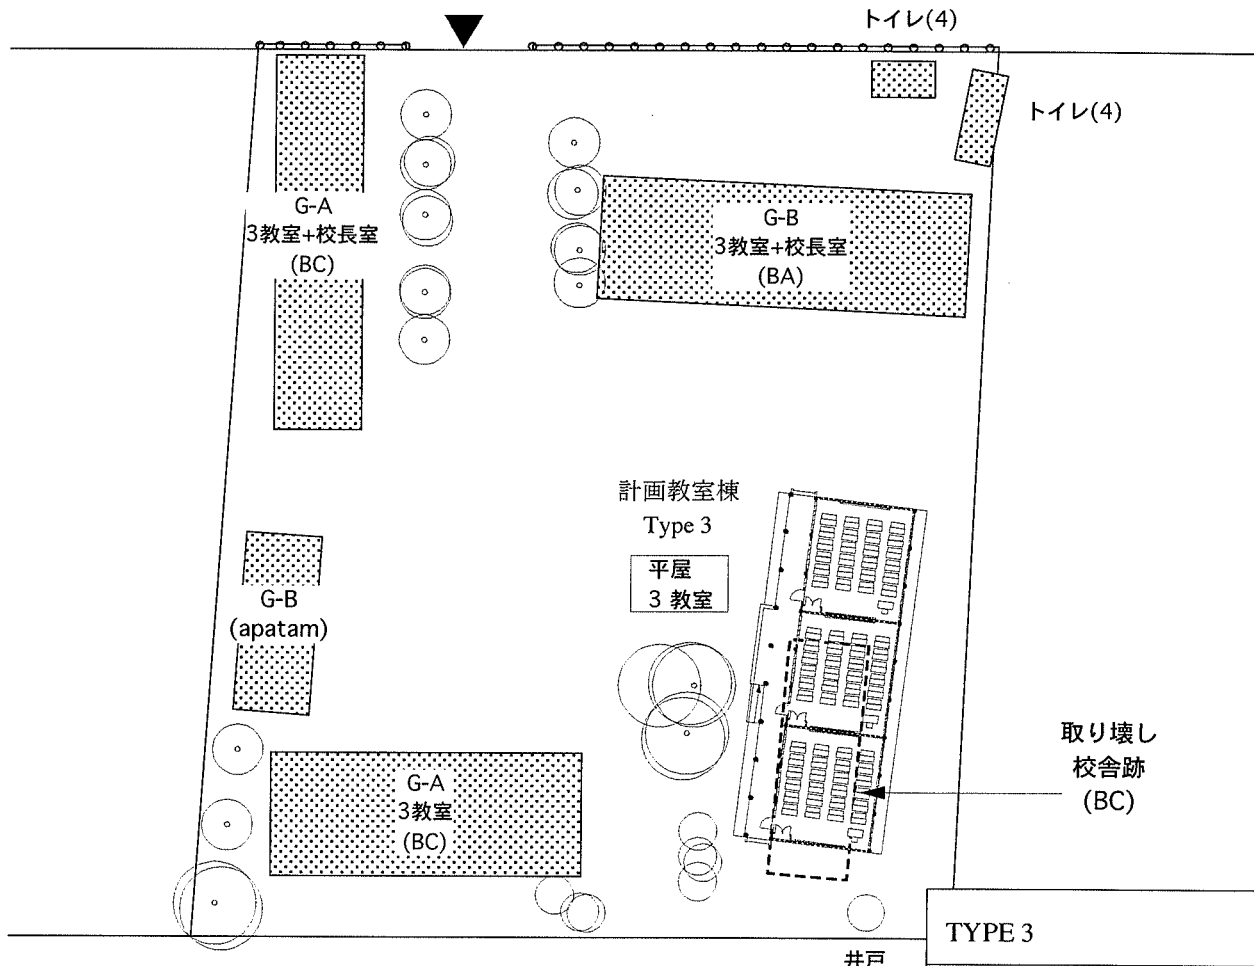 トイレ(4)
トイレ(4)
G-A
3教室+校長室
(BC)
G-B
3教室+校長室
(BA)
計画教室棟
Type 3
平屋
3 教室
G-B
(apatam)
取り壊し
校舎跡
(BC)
G-A
3教室
(BC)
TYPE 3
井戸